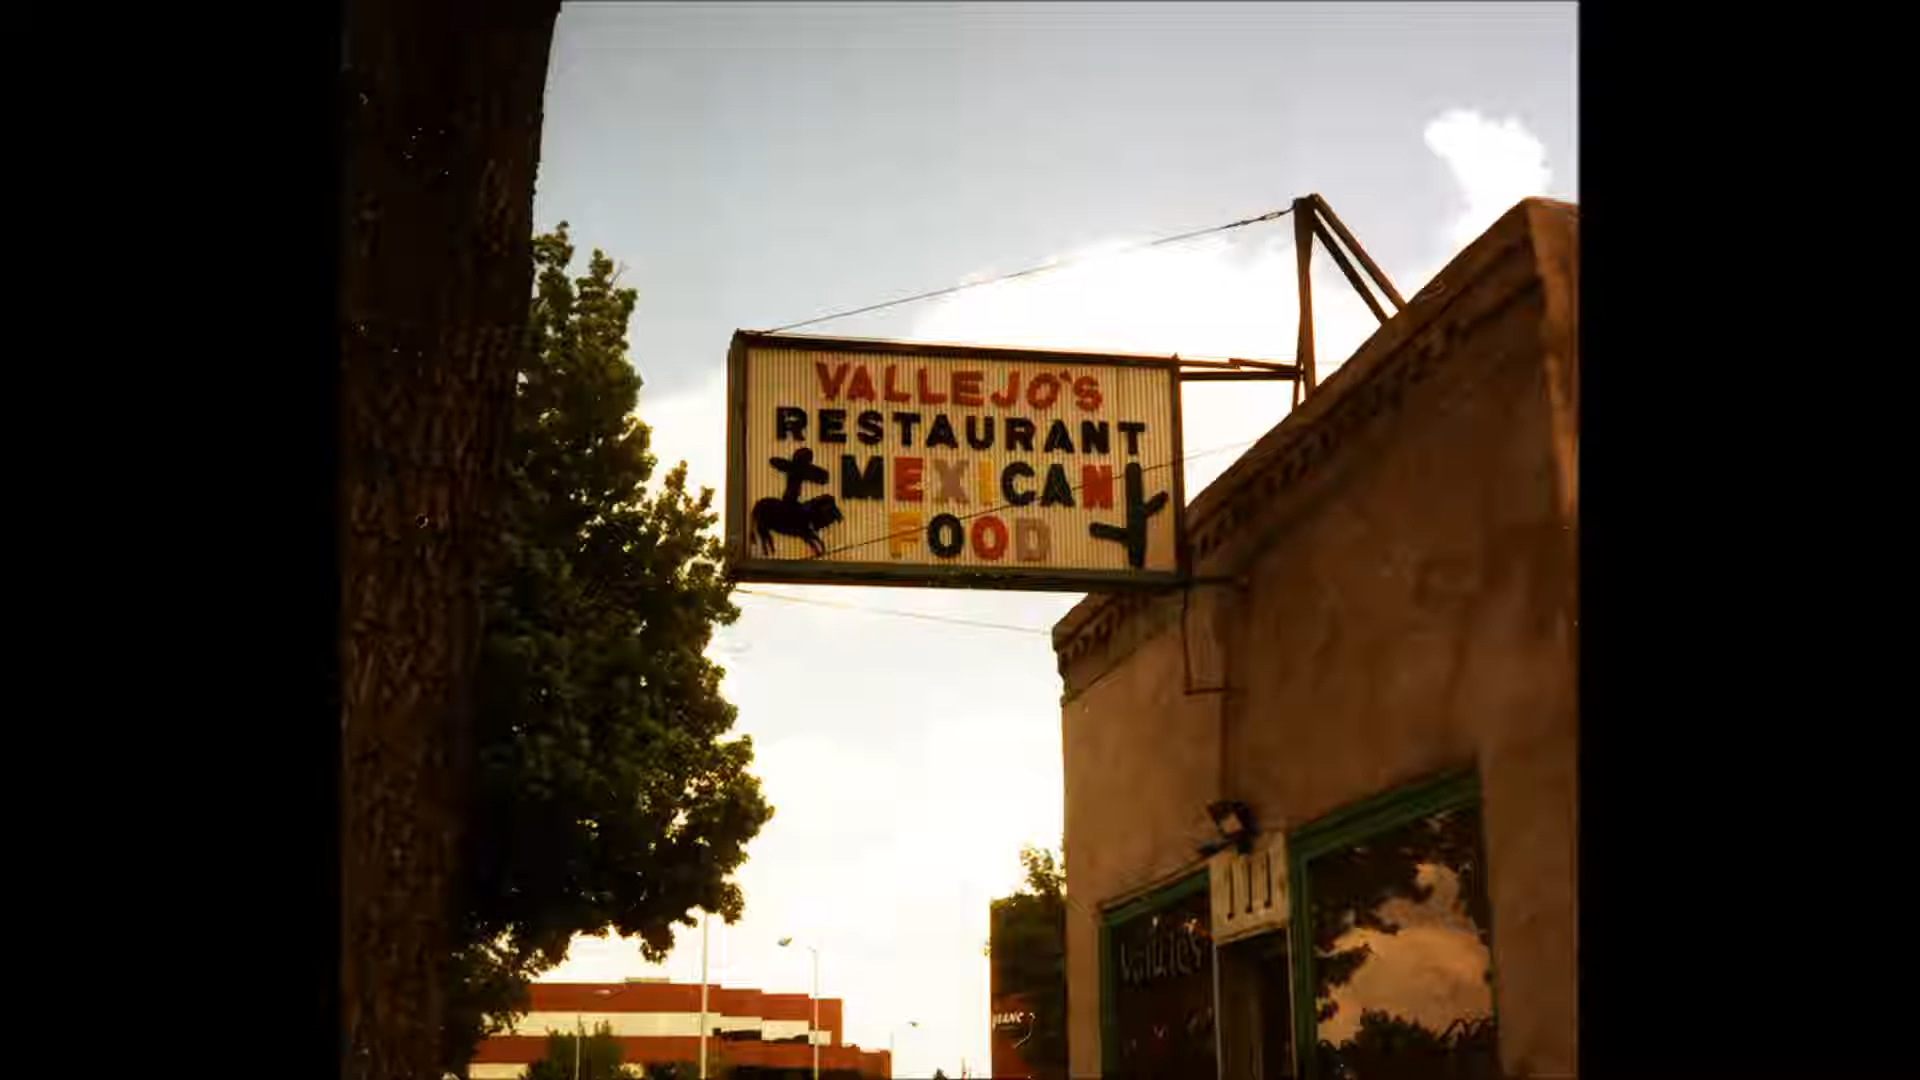 VALLEJO'S
RESTAURANT
MEXICAN
FOOD
111
Vallejo's